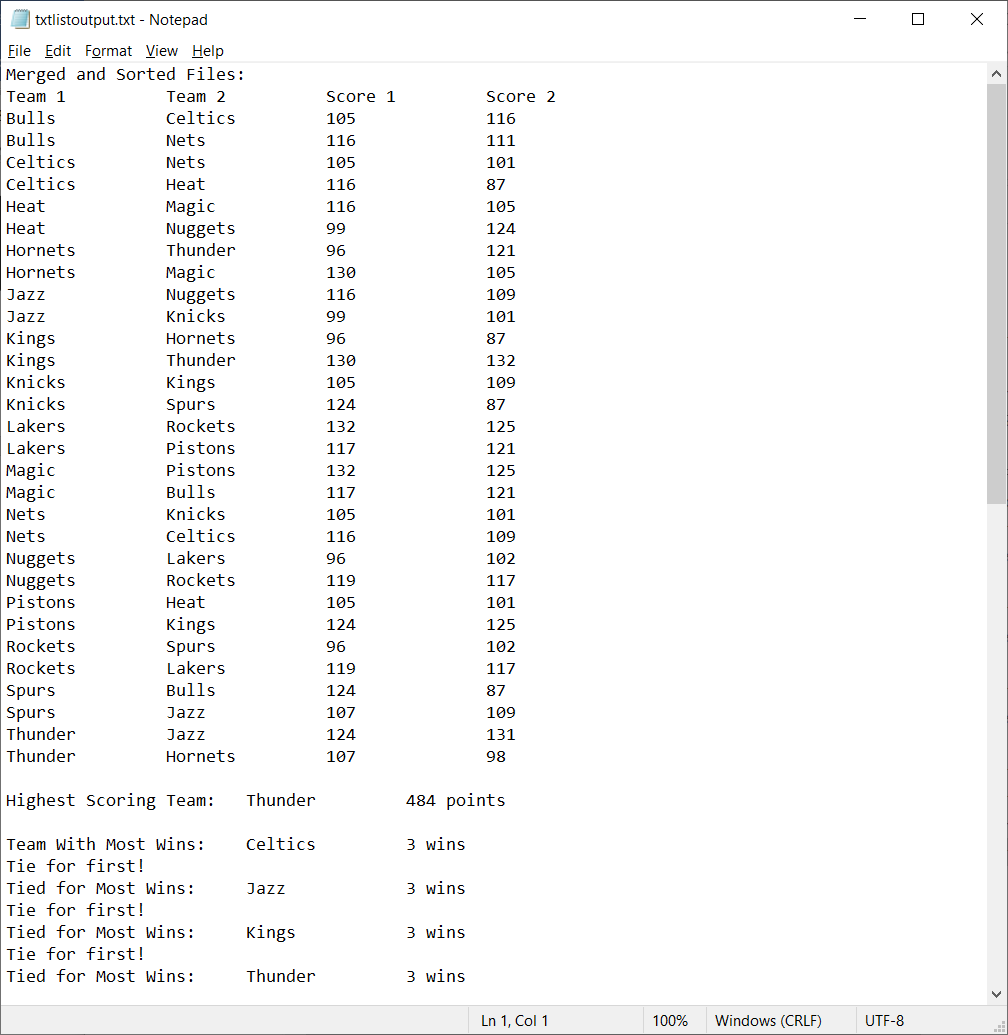 txtlistoutput.txt - Notepad
File Edit Format View Help
Merged and Sorted Files:
Team 1 Team 2 Score 1 Score 2
Bulls Celtics 105 116
Bulls Nets 116 111
Celtics Nets 105 101
Celtics Heat 116 87
Heat Magic 116 105
Heat Nuggets 99 124
Hornets Thunder 96 121
Hornets Magic 130 105
Jazz Nuggets 116 109
Jazz Knicks 99 101
Kings Hornets 96 87
Kings Thunder 130 132
Knicks Kings 105 109
Knicks Spurs 124 87
Lakers Rockets 132 125
Lakers Pistons 117 121
Magic Pistons 132 125
Magic Bulls 117 121
Nets Knicks 105 101
Nets Celtics 116 109
Nuggets Lakers 96 102
Nuggets Rockets 119 117
Pistons Heat 105 101
Pistons Kings 124 125
Rockets Spurs 96 102
Rockets Lakers 119 117
Spurs Bulls 124 87
Spurs Jazz 107 109
Thunder Jazz 124 131
Thunder Hornets 107 98
Highest Scoring Team: Thunder 484 points
Team With Most Wins: Celtics 3 wins
Tie for first!
Tied for Most Wins: Jazz 3 wins
Tie for first!
Tied for Most Wins: Kings 3 wins
Tie for first!
Tied for Most Wins: Thunder 3 wins
Ln 1, Col 1 100% Windows (CRLF) UTF-8